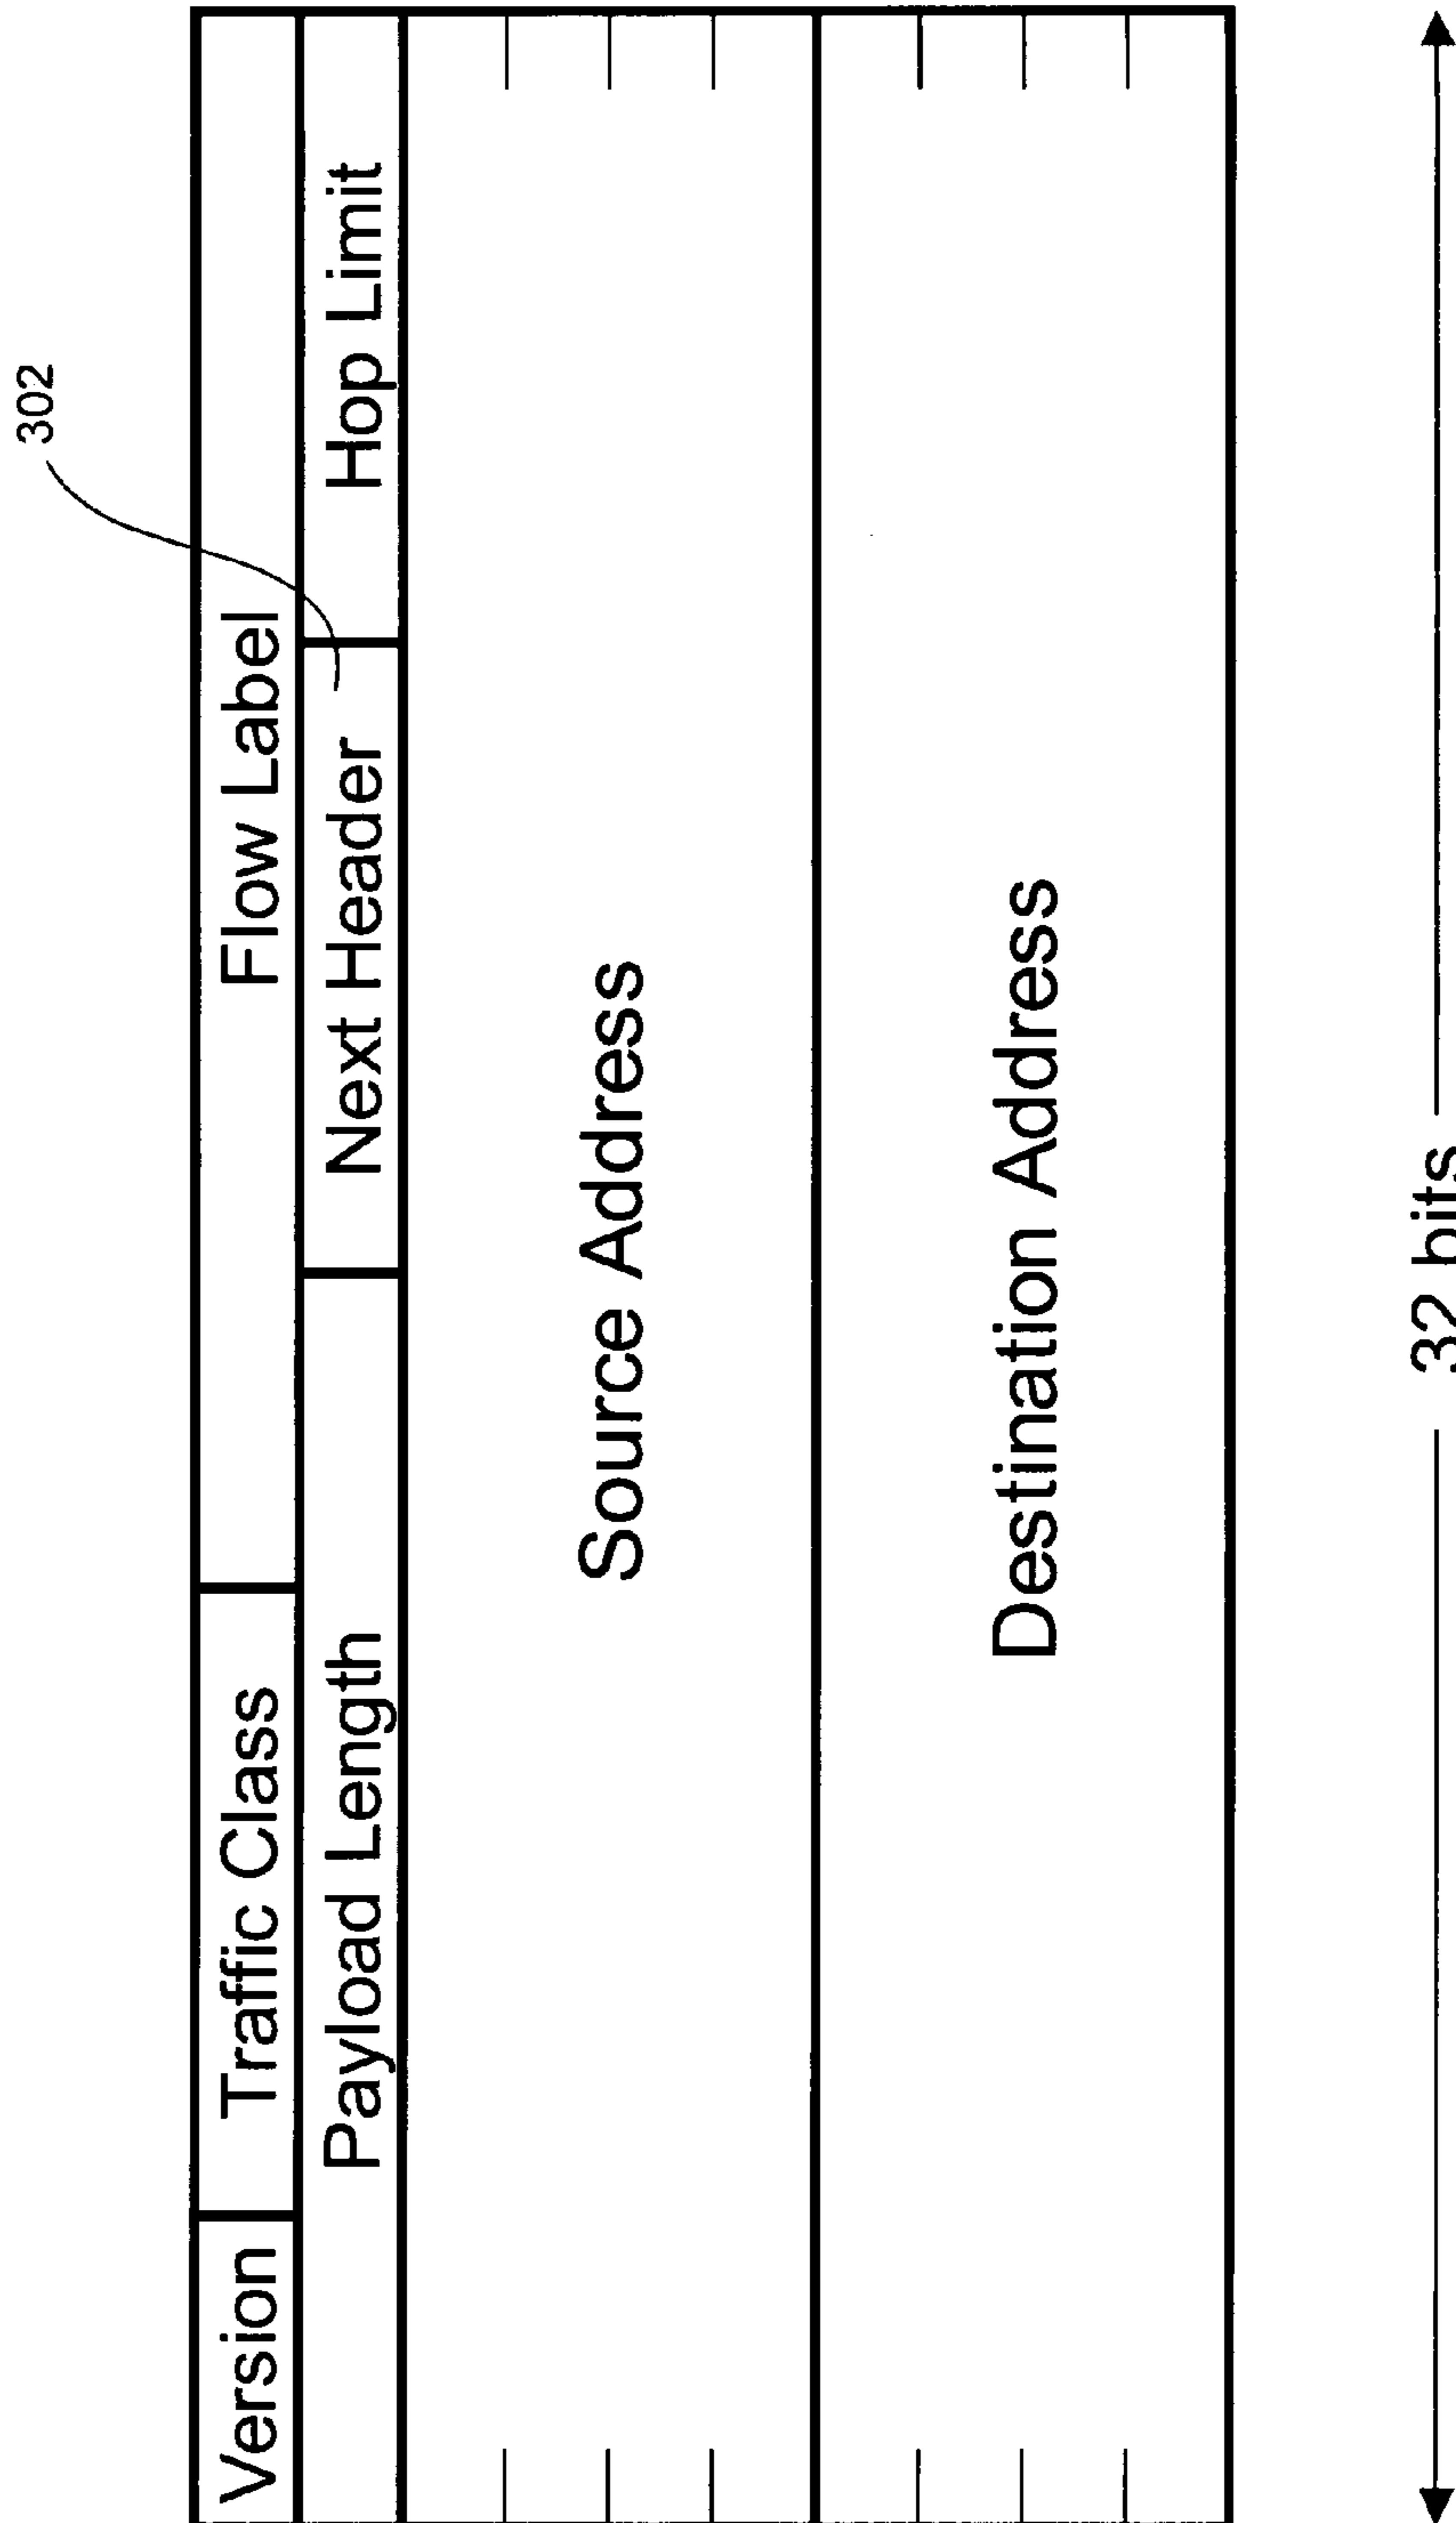 302
Version Traffic Class Flow Label
Payload Length Next Header Hop Limit
Source Address
Destination Address
32 bits